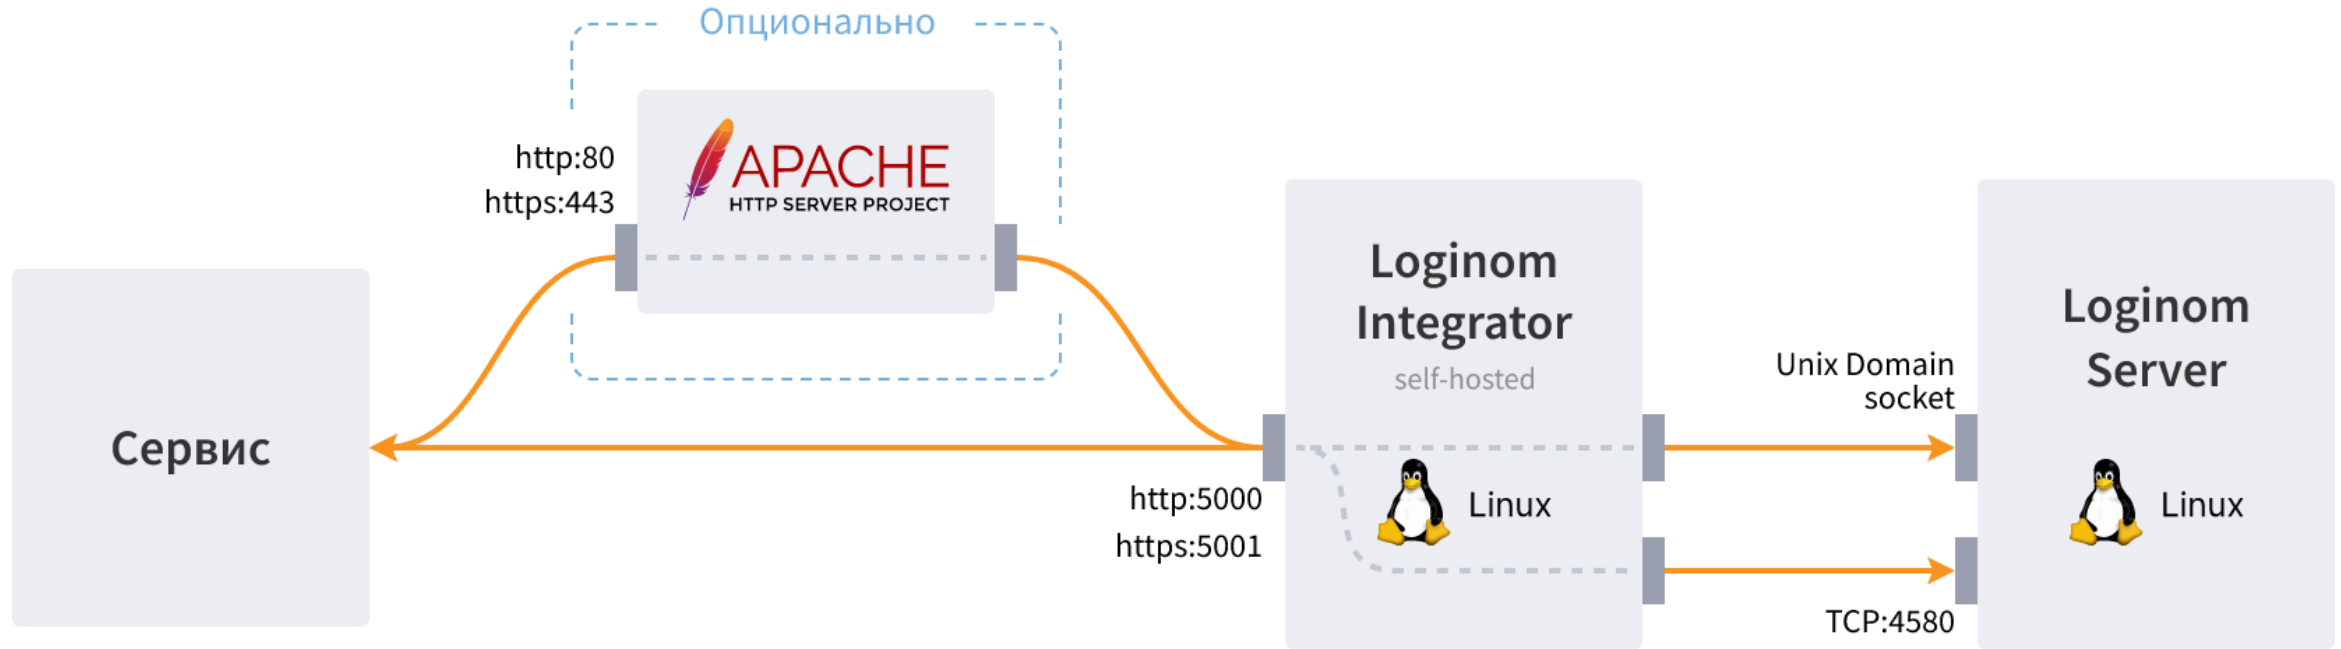 Опционально
http:80
https:443
APACHE
HTTP SERVER PROJECT
Сервис
http:5000
https:5001
Loginom
Integrator
self-hosted
Linux
Unix Domain
socket
TCP:4580
Loginom
Server
Linux